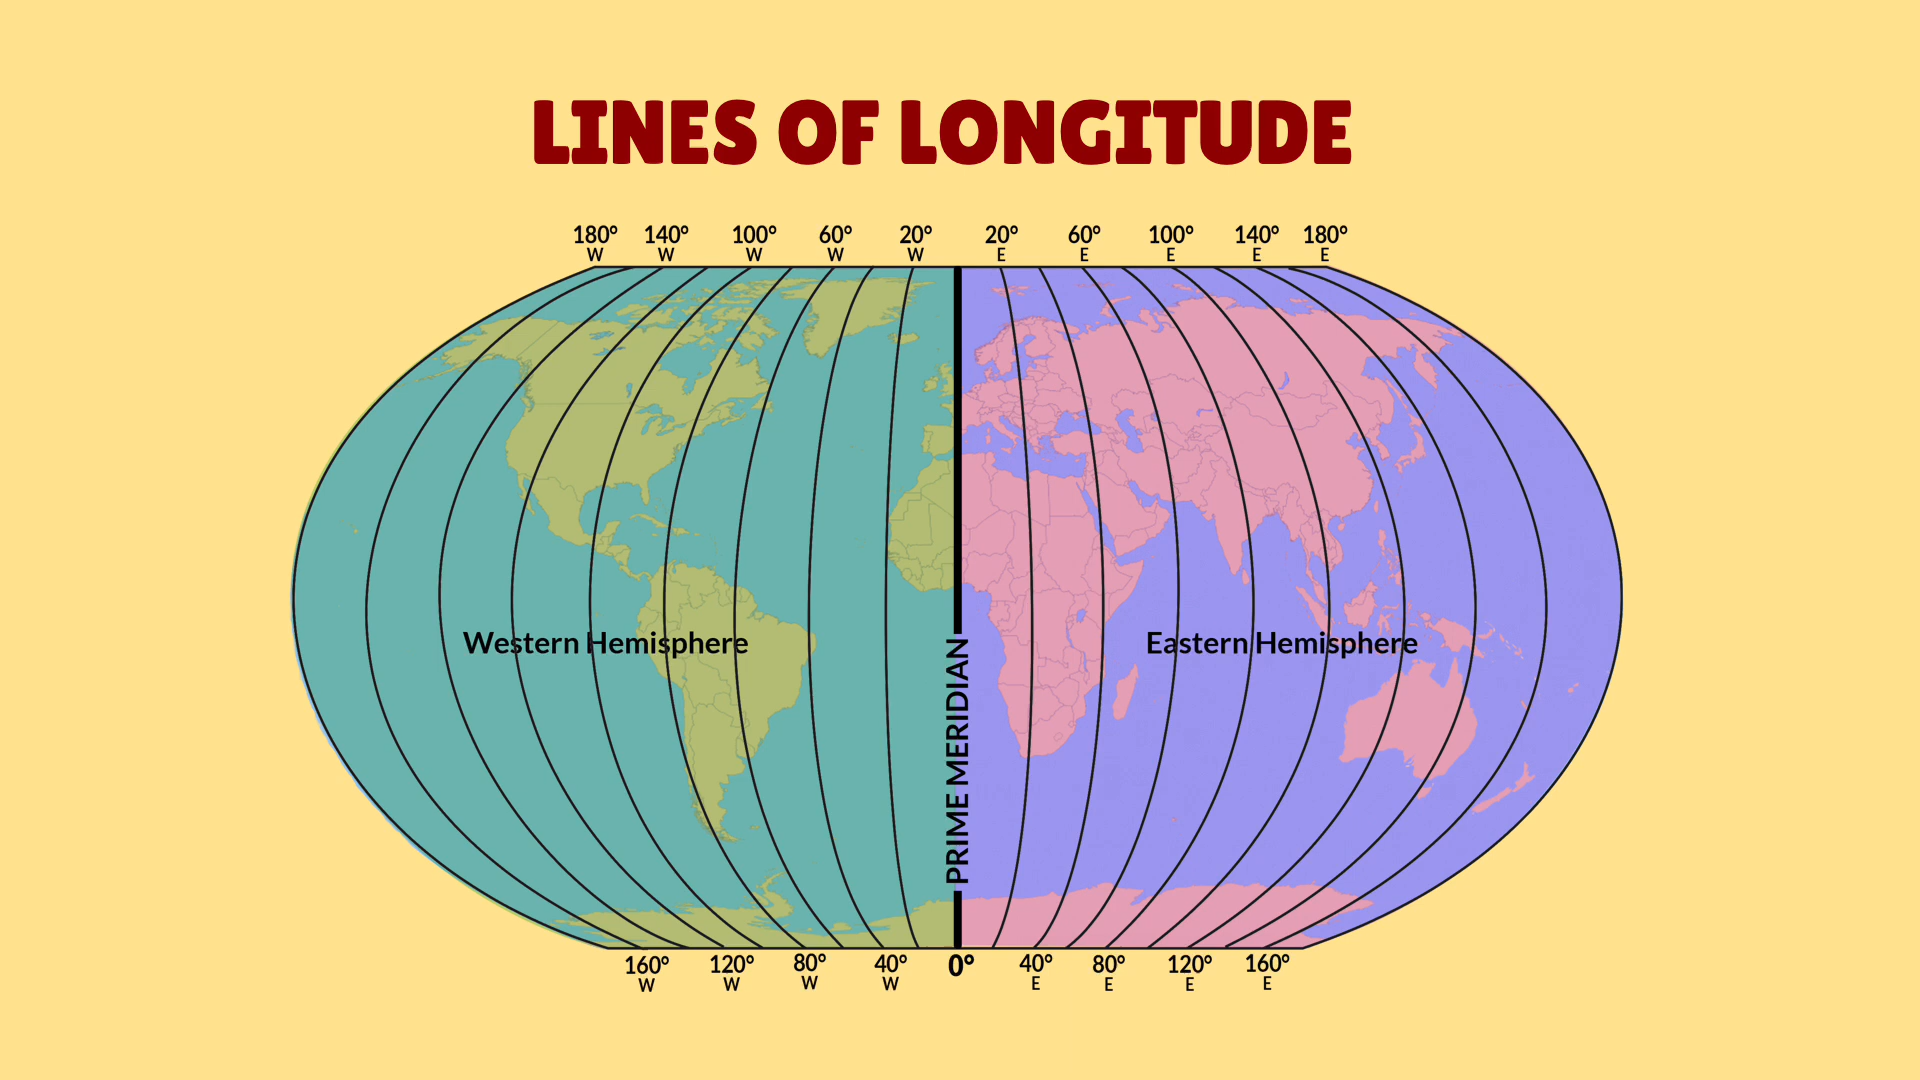 LINES OF LONGITUDE
180° 140° 100° 60° 20° 20° 60° 100° 140° 180°
W W W W W E E E E E
Western Hemisphere
Eastern Hemisphere
PRIME MERIDIAN
160° 120° 80° 40° 0° 40° 80° 120° 160°
W W W W E E E E